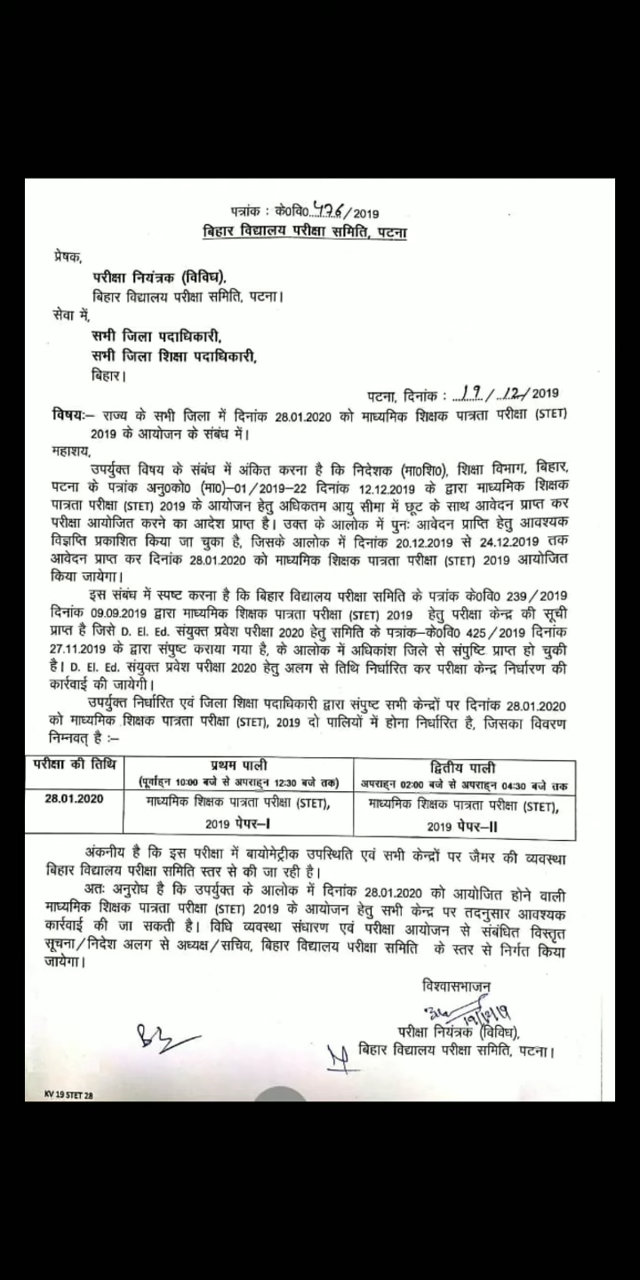 पत्रांक : के0वि0 476/2019
बिहार विद्यालय परीक्षा समिति, पटना
प्रेषक,
परीक्षा नियंत्रक (विविध),
बिहार विद्यालय परीक्षा समिति, पटना।
सेवा में,
सभी जिला पदाधिकारी,
सभी जिला शिक्षा पदाधिकारी,
बिहार।
पटना, दिनांक : 19/12/2019
विषयः– राज्य के सभी जिला में दिनांक 28.01.2020 को माध्यमिक शिक्षक पात्रता परीक्षा (STET)
2019 के आयोजन के संबंध में।
महाशय,
उपर्युक्त विषय के संबंध में अंकित करना है कि निदेशक (मा0शि0), शिक्षा विभाग, बिहार,
पटना के पत्रांक अनु0को0 (मा0)–01/2019–22 दिनांक 12.12.2019 के द्वारा माध्यमिक शिक्षक
पात्रता परीक्षा (STET) 2019 के आयोजन हेतु अधिकतम आयु सीमा में छूट के साथ आवेदन प्राप्त कर
परीक्षा आयोजित करने का आदेश प्राप्त है। उक्त के आलोक में पुनः आवेदन प्राप्ति हेतु आवश्यक
विज्ञप्ति प्रकाशित किया जा चुका है, जिसके आलोक में दिनांक 20.12.2019 से 24.12.2019 तक
आवेदन प्राप्त कर दिनांक 28.01.2020 को माध्यमिक शिक्षक पात्रता परीक्षा (STET) 2019 आयोजित
किया जायेगा।
इस संबंध में स्पष्ट करना है कि बिहार विद्यालय परीक्षा समिति के पत्रांक के0वि0 239/2019
दिनांक 09.09.2019 द्वारा माध्यमिक शिक्षक पात्रता परीक्षा (STET) 2019 हेतु परीक्षा केन्द्र की सूची
प्राप्त है जिसे D. El. Ed. संयुक्त प्रवेश परीक्षा 2020 हेतु समिति के पत्रांक–के0वि0 425/2019 दिनांक
27.11.2019 के द्वारा संपुष्ट कराया गया है, के आलोक में अधिकांश जिले से संपुष्टि प्राप्त हो चुकी
है। D. El. Ed. संयुक्त प्रवेश परीक्षा 2020 हेतु अलग से तिथि निर्धारित कर परीक्षा केन्द्र निर्धारण की
कार्रवाई की जायेगी।
उपर्युक्त निर्धारित एवं जिला शिक्षा पदाधिकारी द्वारा संपुष्ट सभी केन्द्रों पर दिनांक 28.01.2020
को माध्यमिक शिक्षक पात्रता परीक्षा (STET), 2019 दो पालियों में होना निर्धारित है, जिसका विवरण
निम्नवत् है :–
परीक्षा की तिथि प्रथम पाली द्वितीय पाली
(पूर्वाह्न 10:00 बजे से अपराह्न 12:30 बजे तक) अपराह्न 02:00 बजे से अपराह्न 04:30 बजे तक
28.01.2020 माध्यमिक शिक्षक पात्रता परीक्षा (STET), माध्यमिक शिक्षक पात्रता परीक्षा (STET),
2019 पेपर–I 2019 पेपर–II
अंकनीय है कि इस परीक्षा में बायोमेट्रीक उपस्थिति एवं सभी केन्द्रों पर जैमर की व्यवस्था
बिहार विद्यालय परीक्षा समिति स्तर से की जा रही है।
अतः अनुरोध है कि उपर्युक्त के आलोक में दिनांक 28.01.2020 को आयोजित होने वाली
माध्यमिक शिक्षक पात्रता परीक्षा (STET) 2019 के आयोजन हेतु सभी केन्द्र पर तदनुसार आवश्यक
कार्रवाई की जा सकती है। विधि व्यवस्था संधारण एवं परीक्षा आयोजन से संबंधित विस्तृत
सूचना/निदेश अलग से अध्यक्ष/सचिव, बिहार विद्यालय परीक्षा समिति के स्तर से निर्गत किया
जायेगा।
विश्वासभाजन
19/12/19
परीक्षा नियंत्रक (विविध),
बिहार विद्यालय परीक्षा समिति, पटना।
KV 19 STET 28